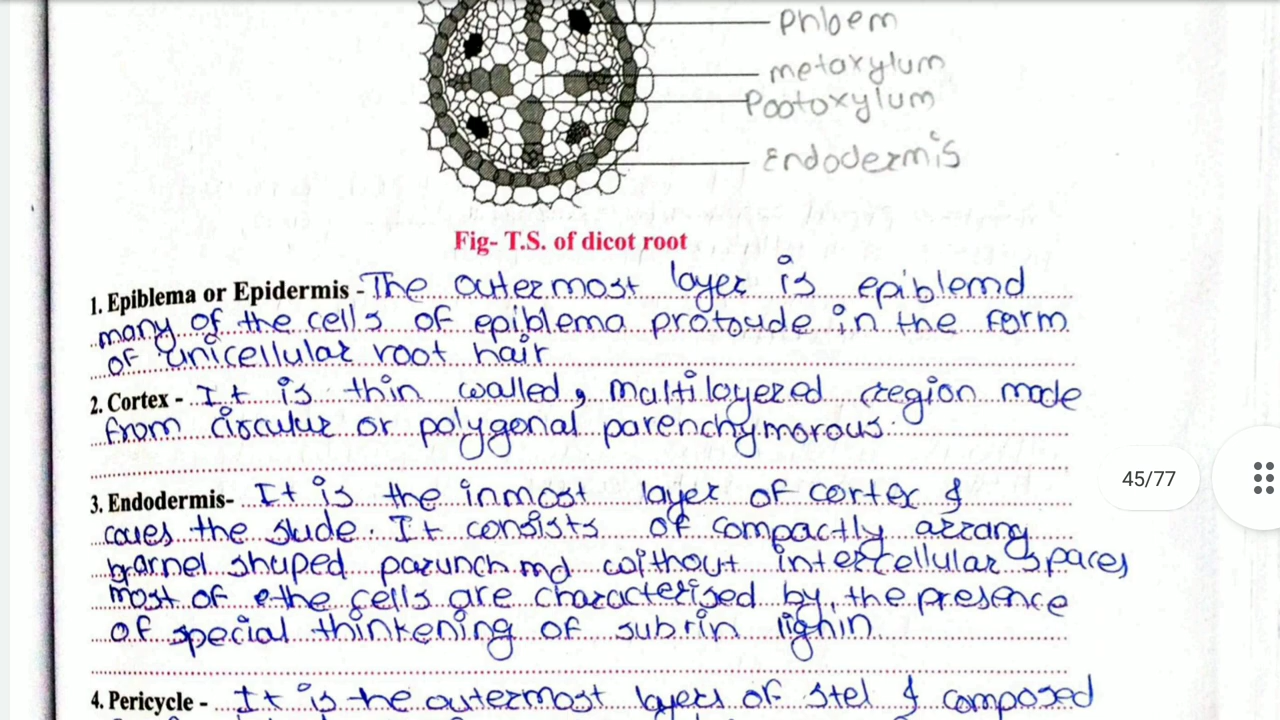 Phloem
metaxylum
Pootoxylum
Endodermis
Fig- T.S. of dicot root
1. Epiblema or Epidermis - The outermost layer is epiblemd
many of the cells of epiblema protoude in the form
of unicellular root hair
2. Cortex - It is thin walled, multilayered region made
from circular or polygonal parenchymorous.
3. Endodermis- It is the inmost layer of cortex &
coues the slude. It consists of compactly arrang
barnel shaped parunchmd without intercellular spaces
most of the cells are characterised by, the presence
of special thinkening of subrin lighin
45/77
4. Pericycle - It is the outermost layers of stel & composed